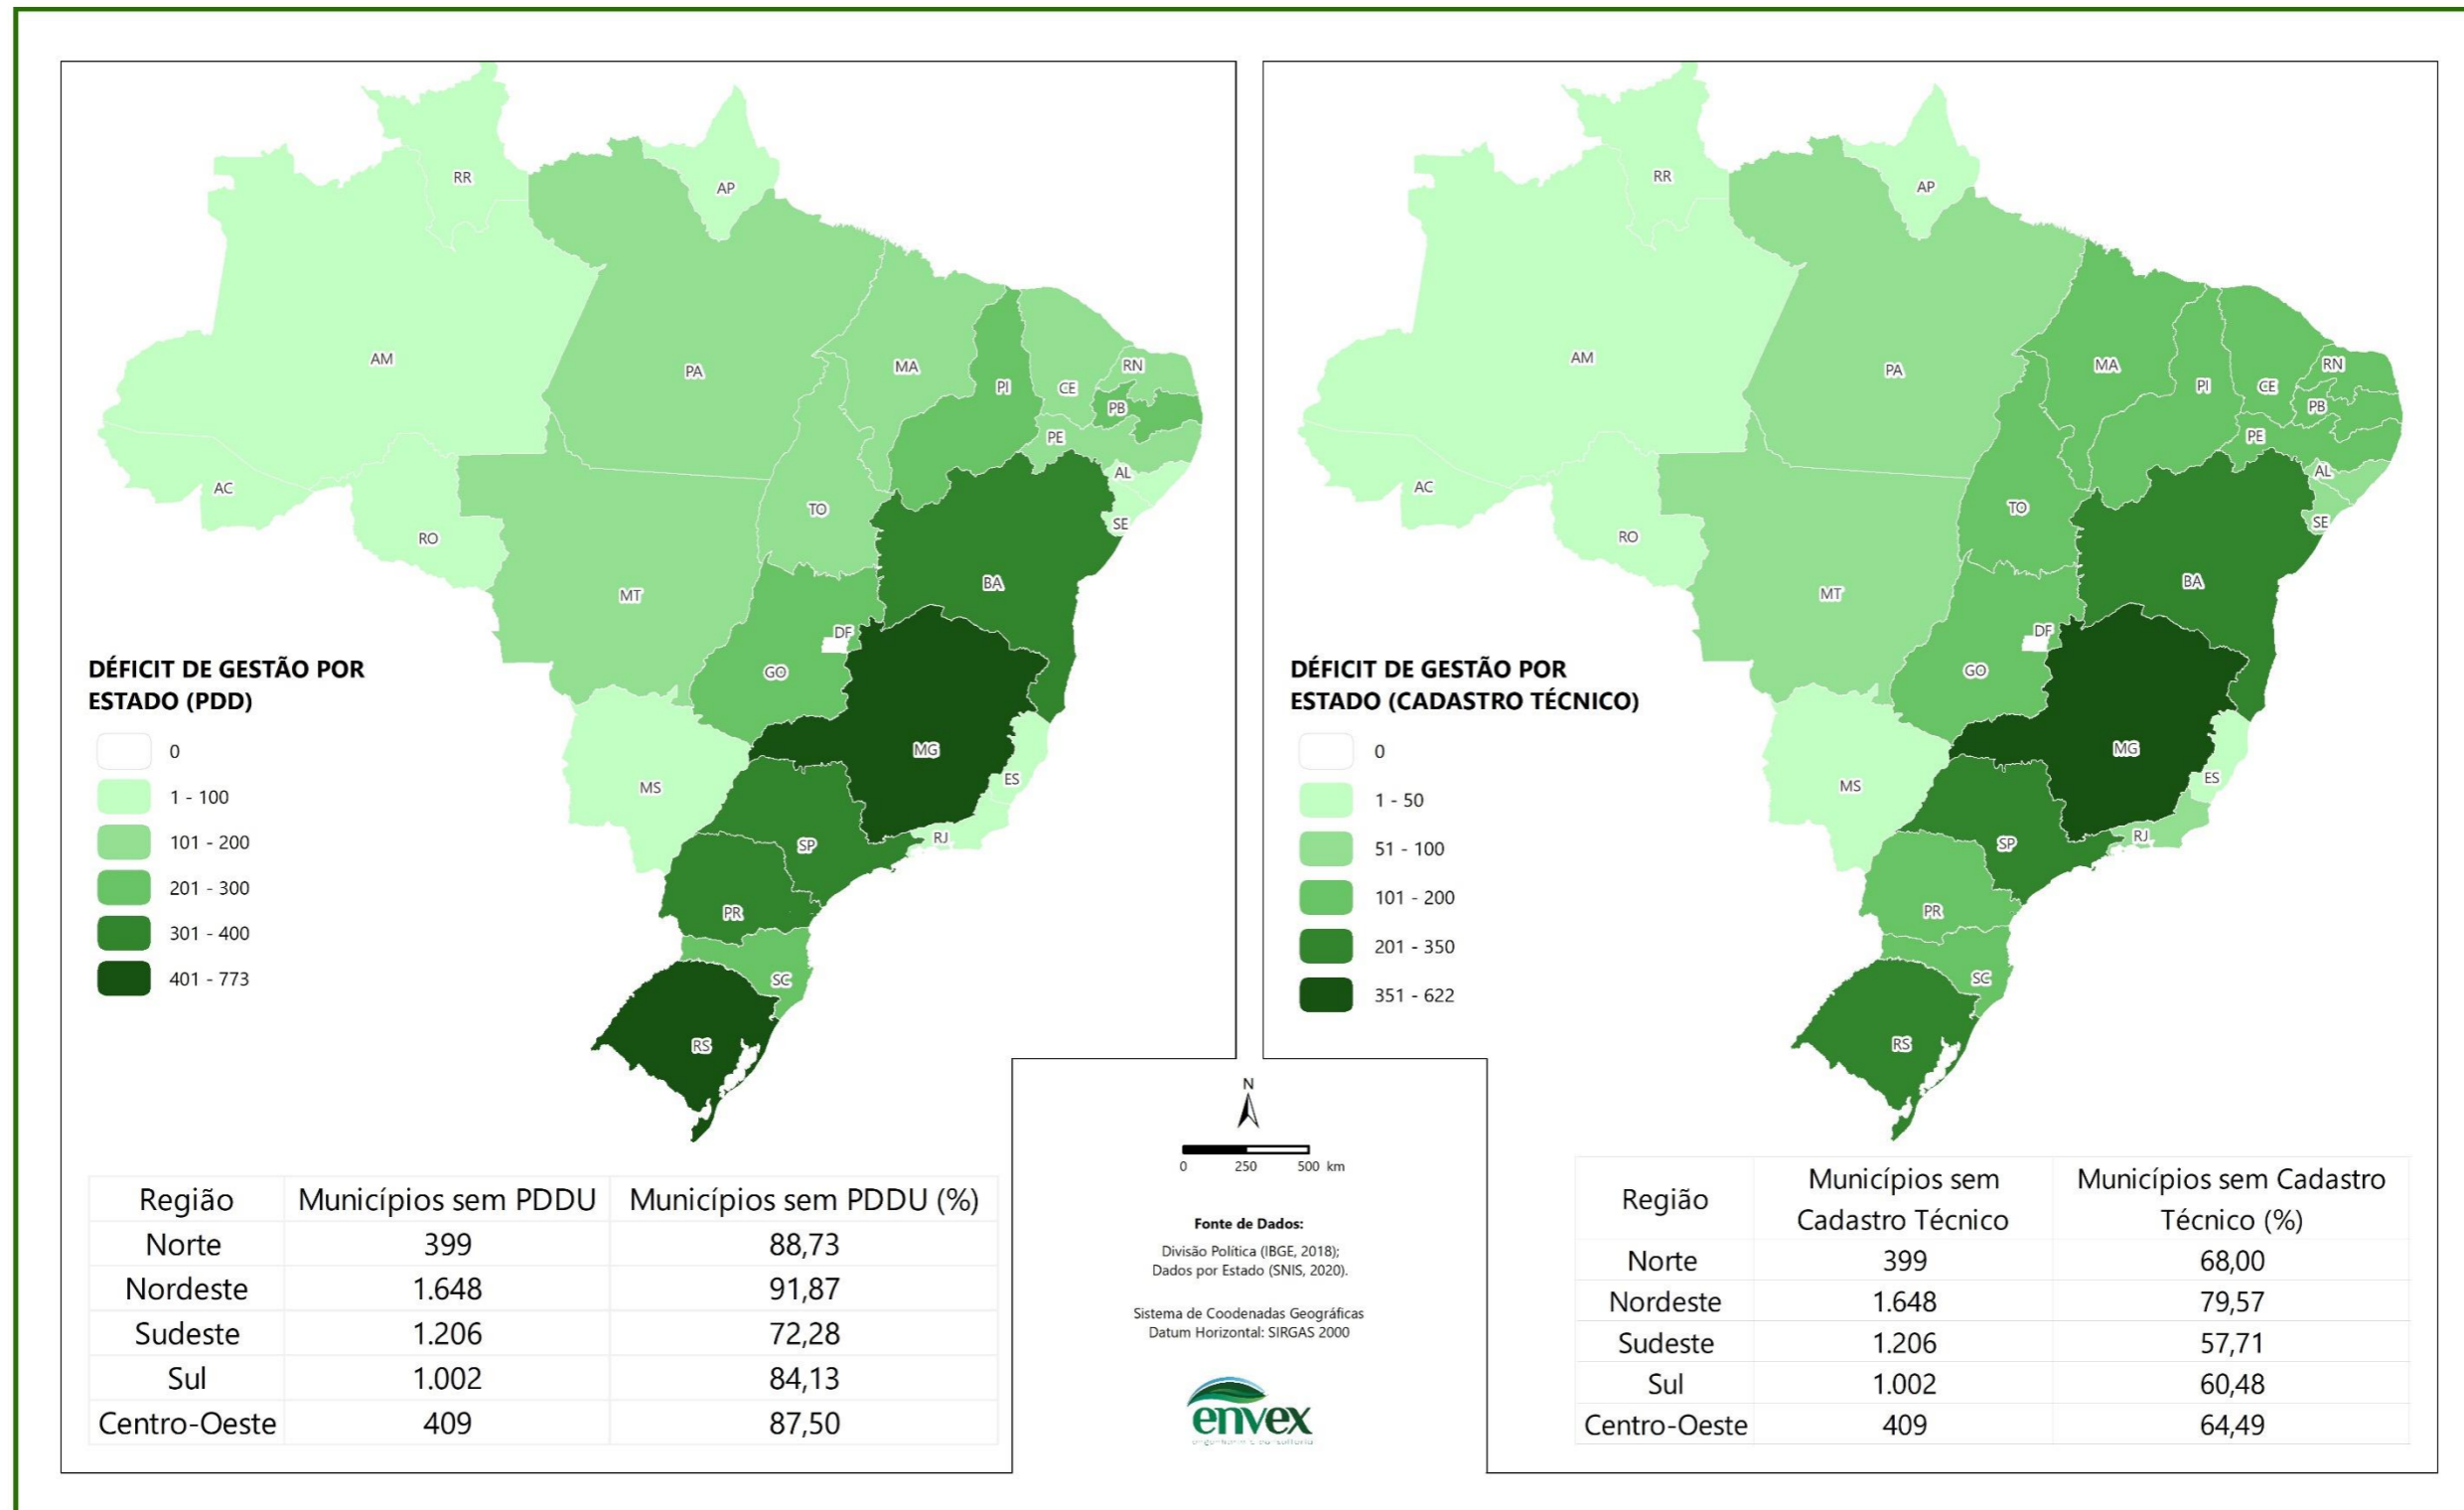 RR
AP
AM
PA
MA
RN
PI
CE
PB
PE
AL
AC
TO
SE
RO
BA
MT
DF
GO
MG
ES
MS
RJ
SP
PR
SC
RS
DÉFICIT DE GESTÃO POR
ESTADO (PDD)
0
1 - 100
101 - 200
201 - 300
301 - 400
401 - 773
Região Municípios sem PDDU Municípios sem PDDU (%)
Norte 399 88,73
Nordeste 1.648 91,87
Sudeste 1.206 72,28
Sul 1.002 84,13
Centro-Oeste 409 87,50
RR
AP
AM
PA
MA
RN
PI
CE
PB
PE
AL
AC
TO
SE
RO
BA
MT
DF
GO
MG
ES
MS
RJ
SP
PR
SC
RS
DÉFICIT DE GESTÃO POR
ESTADO (CADASTRO TÉCNICO)
0
1 - 50
51 - 100
101 - 200
201 - 350
351 - 622
N
0 250 500 km
Fonte de Dados:
Divisão Política (IBGE, 2018);
Dados por Estado (SNIS, 2020).
Sistema de Coodenadas Geográficas
Datum Horizontal: SIRGAS 2000
envex
engenharia e consultoria
Região Municípios sem Cadastro Técnico Municípios sem Cadastro Técnico (%)
Norte 399 68,00
Nordeste 1.648 79,57
Sudeste 1.206 57,71
Sul 1.002 60,48
Centro-Oeste 409 64,49